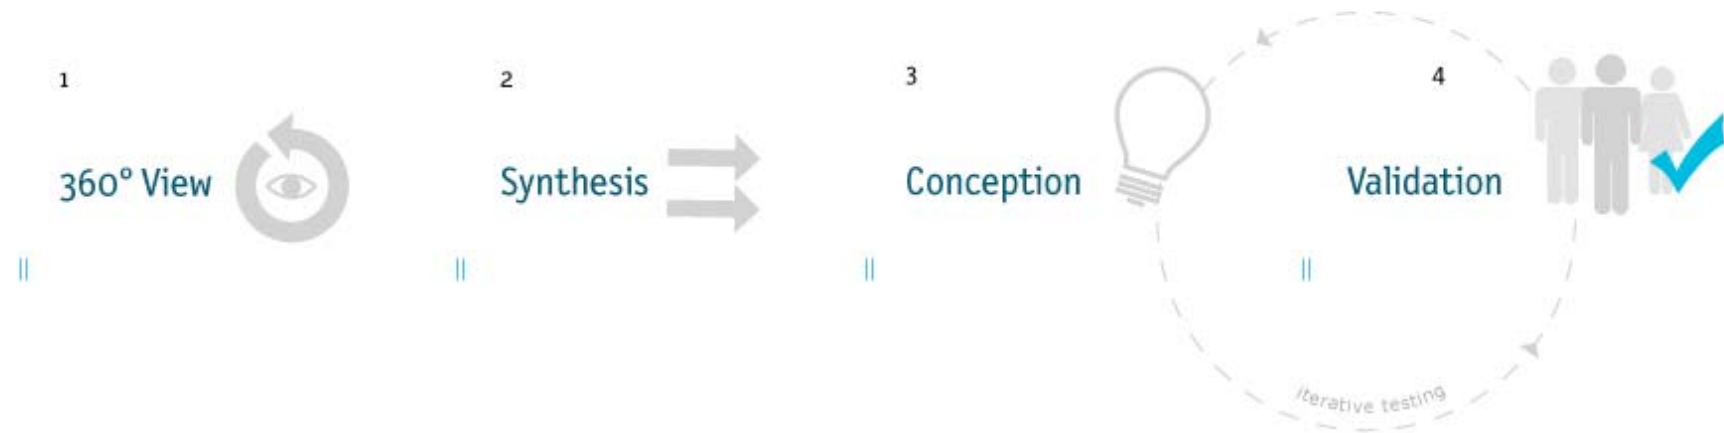 1
360° View
2
Synthesis
3
Conception
4
Validation
iterative testing